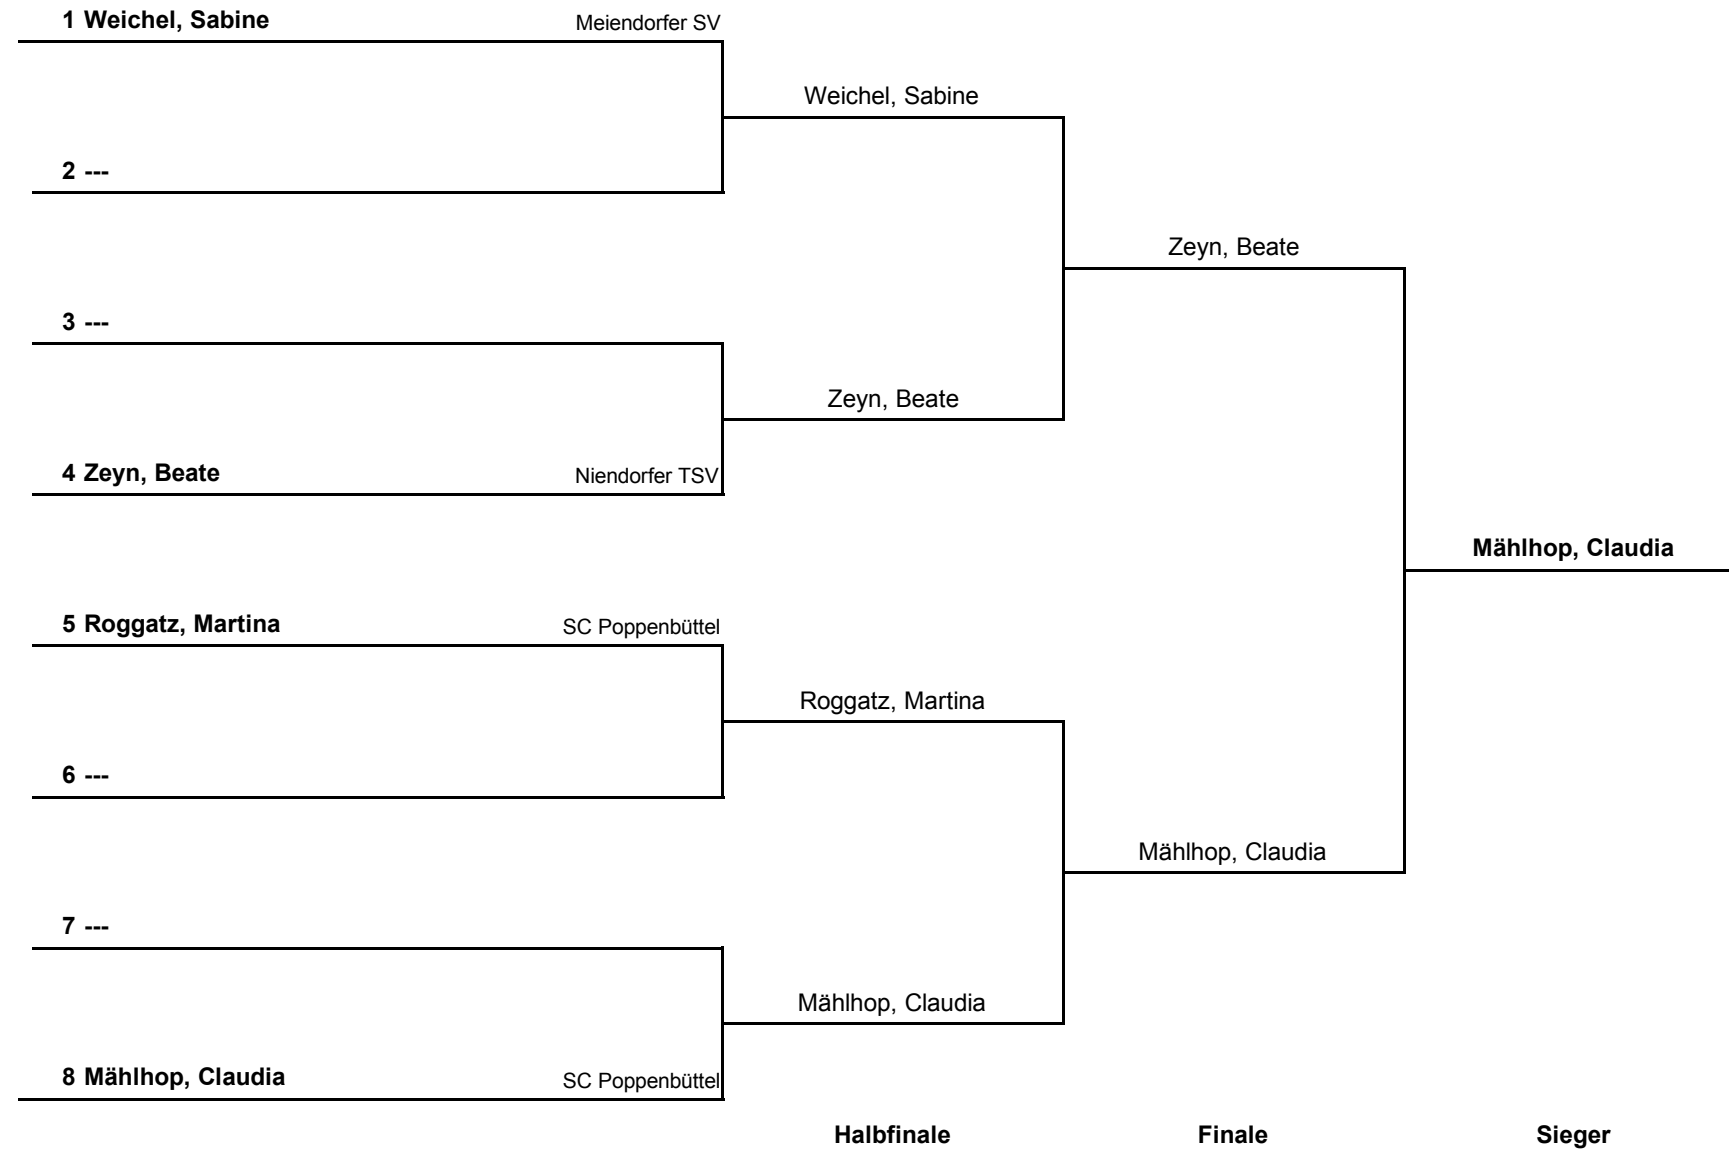 1 Weichel, Sabine Meiendorfer SV
Weichel, Sabine
2 ---
Zeyn, Beate
3 ---
Zeyn, Beate
4 Zeyn, Beate Niendorfer TSV
Mählhop, Claudia
5 Roggatz, Martina SC Poppenbüttel
Roggatz, Martina
6 ---
Mählhop, Claudia
7 ---
Mählhop, Claudia
8 Mählhop, Claudia SC Poppenbüttel
Halbfinale Finale Sieger